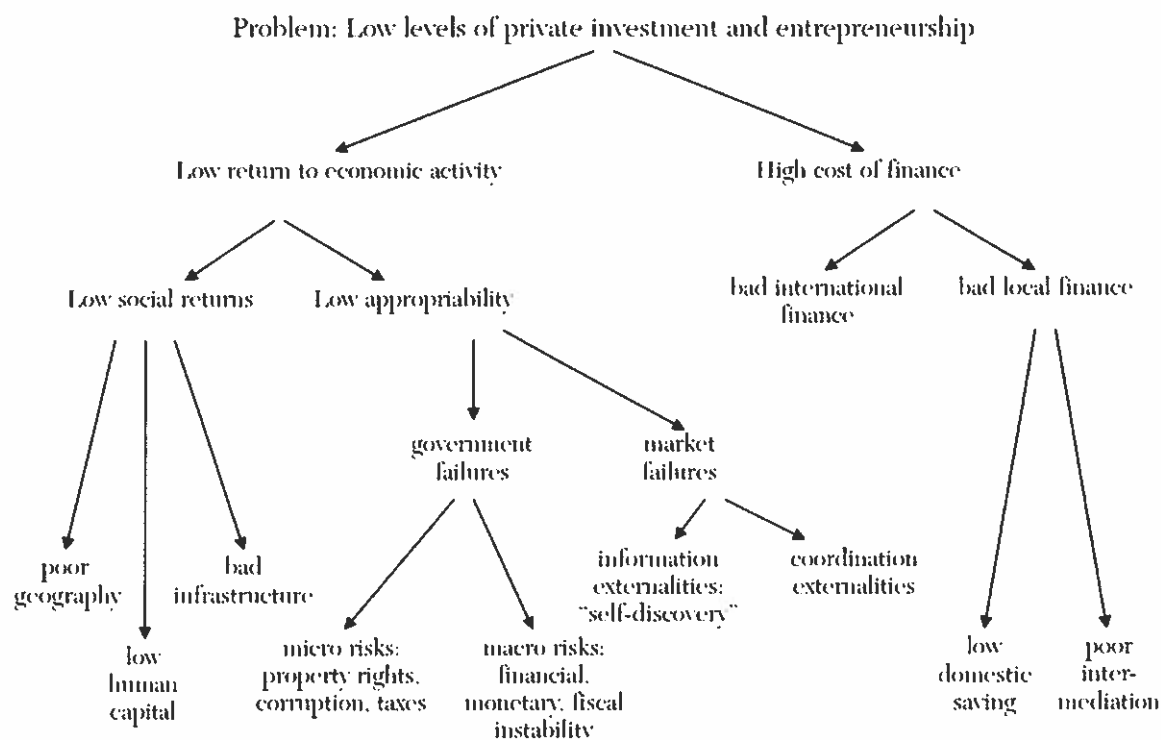 Problem: Low levels of private investment and entrepreneurship
Low return to economic activity
High cost of finance
Low social returns
Low appropriability
bad international
finance
bad local finance
government
failures
market
failures
poor
geography
bad
infrastructure
information
externalities:
"self-discovery"
coordination
externalities
low
human
capital
micro risks:
property rights,
corruption, taxes
macro risks:
financial,
monetary, fiscal
instability
low
domestic
saving
poor
inter-
mediation